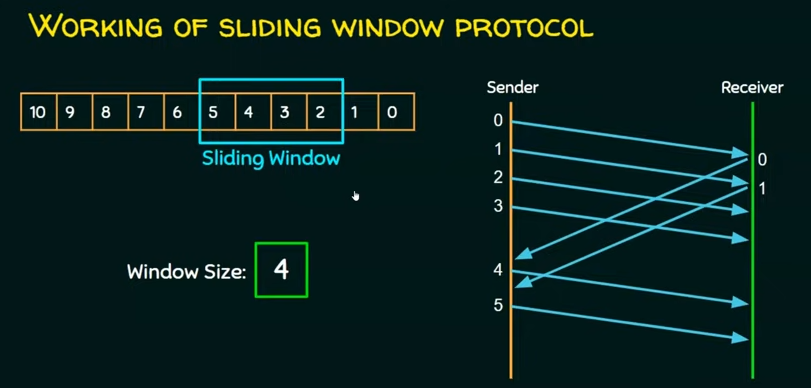 WORKING OF SLIDING WINDOW PROTOCOL
10 9 8 7 6 5 4 3 2 1 0
Sliding Window
Window Size: 4
Sender Receiver
0
1
2
3
4
5
0
1